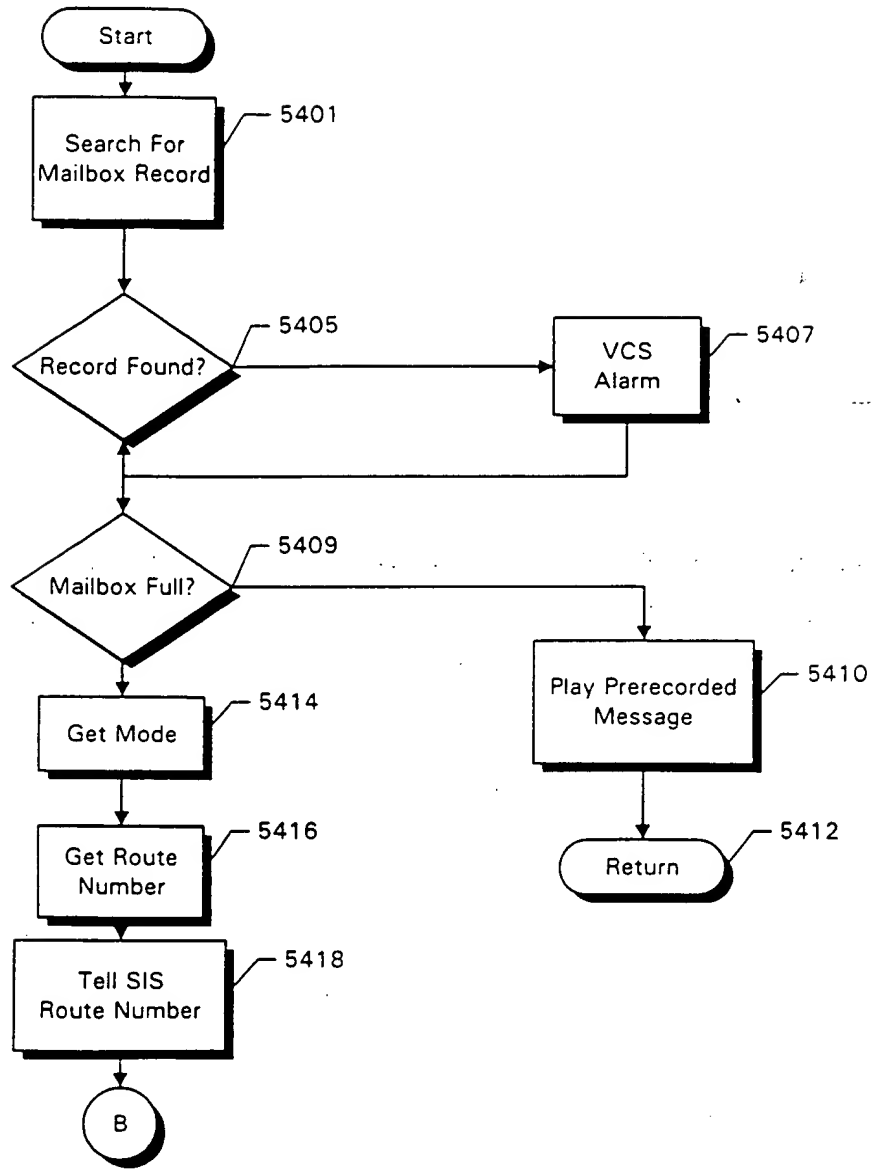 Start
Search For
Mailbox Record
5401
Record Found?
5405
VCS
Alarm
5407
Mailbox Full?
5409
Play Prerecorded
Message
5410
Get Mode
5414
Get Route
Number
5416
Return
5412
Tell SIS
Route Number
5418
B